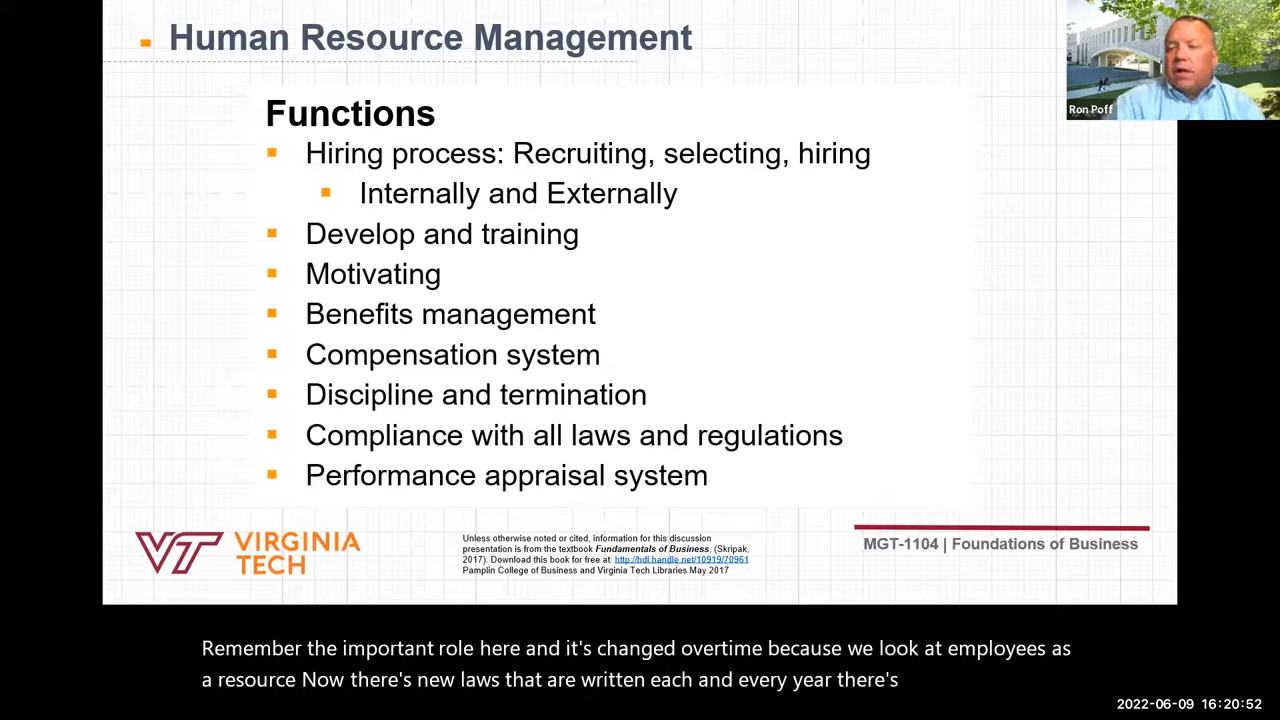 Human Resource Management
Ron Poff
Functions
Hiring process: Recruiting, selecting, hiring
Internally and Externally
Develop and training
Motivating
Benefits management
Compensation system
Discipline and termination
Compliance with all laws and regulations
Performance appraisal system
VT VIRGINIA
TECH
Unless otherwise noted or cited, information for this discussion
presentation is from the textbook Fundamentals of Business, (Skripak,
2017). Download this book for free at: http://hdl.handle.net/10919/70961
Pamplin College of Business and Virginia Tech Libraries May 2017
MGT-1104 | Foundations of Business
Remember the important role here and it's changed overtime because we look at employees as
a resource Now there's new laws that are written each and every year there's
2022-06-09 16:20:52